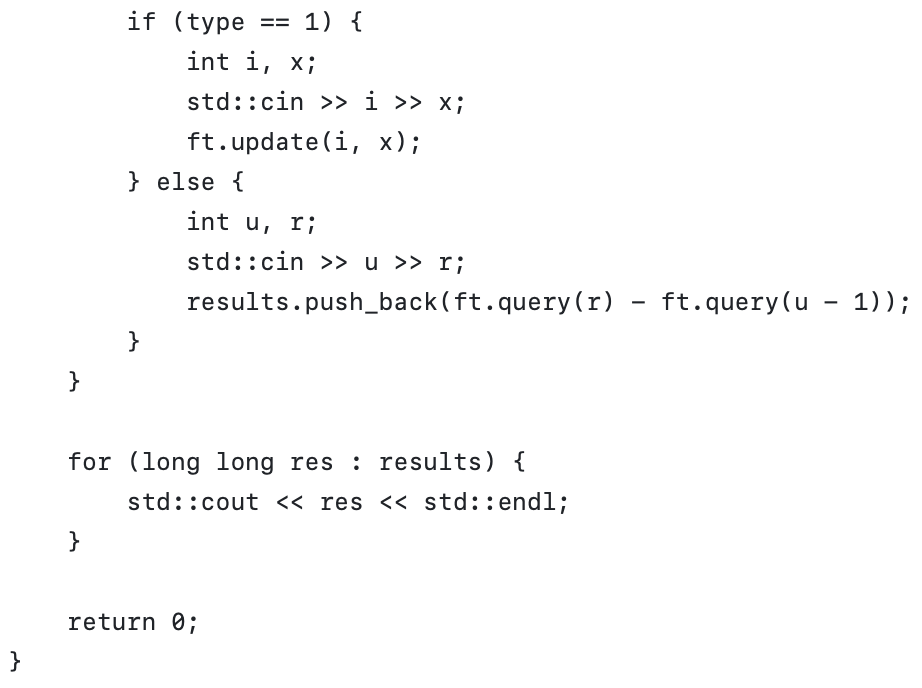 if (type == 1) {
int i, x;
std::cin >> i >> x;
ft.update(i, x);
} else {
int u, r;
std::cin >> u >> r;
results.push_back(ft.query(r) – ft.query(u – 1));
}
}
for (long long res : results) {
std::cout << res << std::endl;
}
return 0;
}